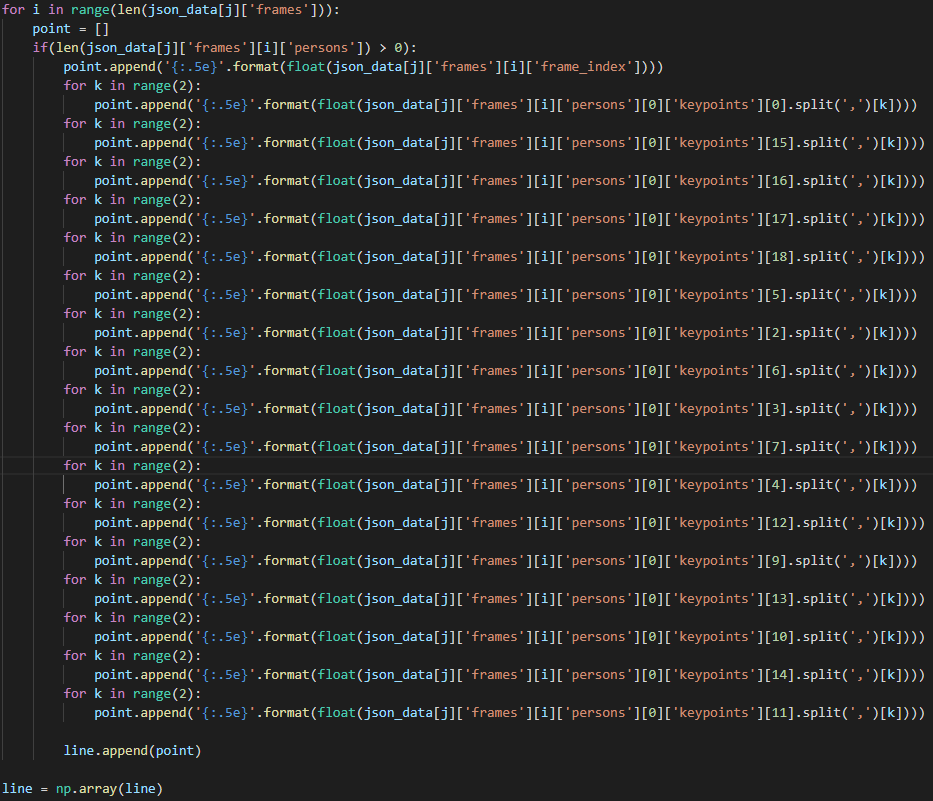 for i in range(len(json_data[j]['frames'])):
    point = []
    if(len(json_data[j]['frames'][i]['persons']) > 0):
        point.append('{:.5e}'.format(float(json_data[j]['frames'][i]['frame_index'])))
        for k in range(2):
            point.append('{:.5e}'.format(float(json_data[j]['frames'][i]['persons'][0]['keypoints'][0].split(',')[k])))
        for k in range(2):
            point.append('{:.5e}'.format(float(json_data[j]['frames'][i]['persons'][0]['keypoints'][15].split(',')[k])))
        for k in range(2):
            point.append('{:.5e}'.format(float(json_data[j]['frames'][i]['persons'][0]['keypoints'][16].split(',')[k])))
        for k in range(2):
            point.append('{:.5e}'.format(float(json_data[j]['frames'][i]['persons'][0]['keypoints'][17].split(',')[k])))
        for k in range(2):
            point.append('{:.5e}'.format(float(json_data[j]['frames'][i]['persons'][0]['keypoints'][18].split(',')[k])))
        for k in range(2):
            point.append('{:.5e}'.format(float(json_data[j]['frames'][i]['persons'][0]['keypoints'][5].split(',')[k])))
        for k in range(2):
            point.append('{:.5e}'.format(float(json_data[j]['frames'][i]['persons'][0]['keypoints'][2].split(',')[k])))
        for k in range(2):
            point.append('{:.5e}'.format(float(json_data[j]['frames'][i]['persons'][0]['keypoints'][6].split(',')[k])))
        for k in range(2):
            point.append('{:.5e}'.format(float(json_data[j]['frames'][i]['persons'][0]['keypoints'][3].split(',')[k])))
        for k in range(2):
            point.append('{:.5e}'.format(float(json_data[j]['frames'][i]['persons'][0]['keypoints'][7].split(',')[k])))
        for k in range(2):
            point.append('{:.5e}'.format(float(json_data[j]['frames'][i]['persons'][0]['keypoints'][4].split(',')[k])))
        for k in range(2):
            point.append('{:.5e}'.format(float(json_data[j]['frames'][i]['persons'][0]['keypoints'][12].split(',')[k])))
        for k in range(2):
            point.append('{:.5e}'.format(float(json_data[j]['frames'][i]['persons'][0]['keypoints'][9].split(',')[k])))
        for k in range(2):
            point.append('{:.5e}'.format(float(json_data[j]['frames'][i]['persons'][0]['keypoints'][13].split(',')[k])))
        for k in range(2):
            point.append('{:.5e}'.format(float(json_data[j]['frames'][i]['persons'][0]['keypoints'][10].split(',')[k])))
        for k in range(2):
            point.append('{:.5e}'.format(float(json_data[j]['frames'][i]['persons'][0]['keypoints'][14].split(',')[k])))
        for k in range(2):
            point.append('{:.5e}'.format(float(json_data[j]['frames'][i]['persons'][0]['keypoints'][11].split(',')[k])))

        line.append(point)

line = np.array(line)